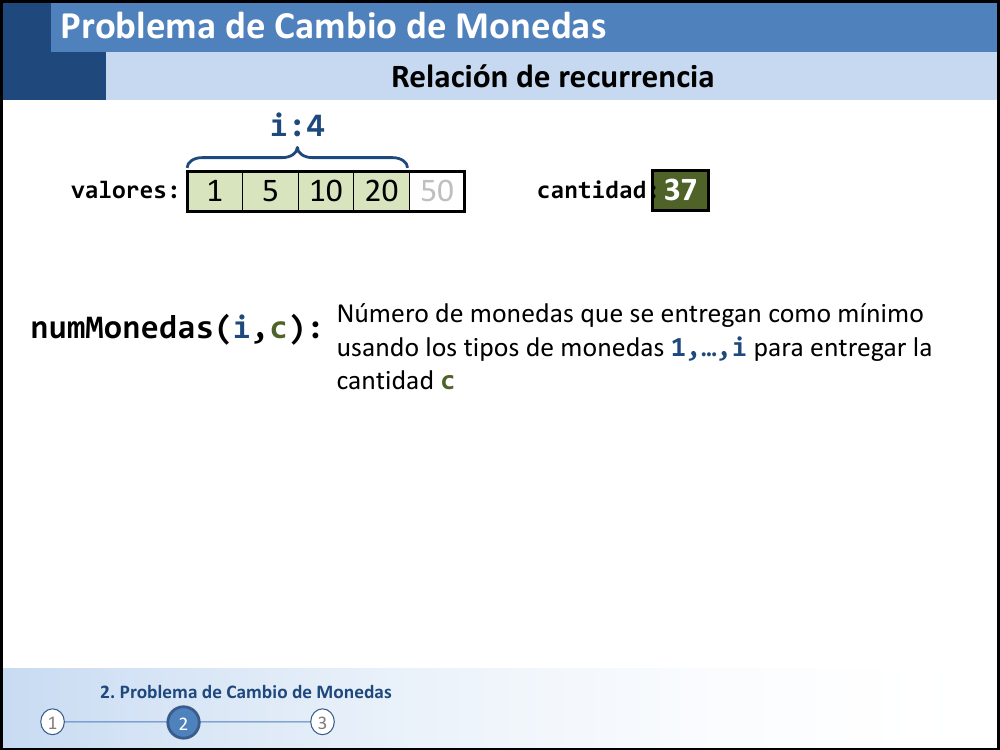 Problema de Cambio de Monedas
Relación de recurrencia
i:4
valores: 1 5 10 20 50 cantidad: 37
numMonedas(i,c): Número de monedas que se entregan como mínimo
usando los tipos de monedas 1,…,i para entregar la
cantidad c
2. Problema de Cambio de Monedas
1 2 3